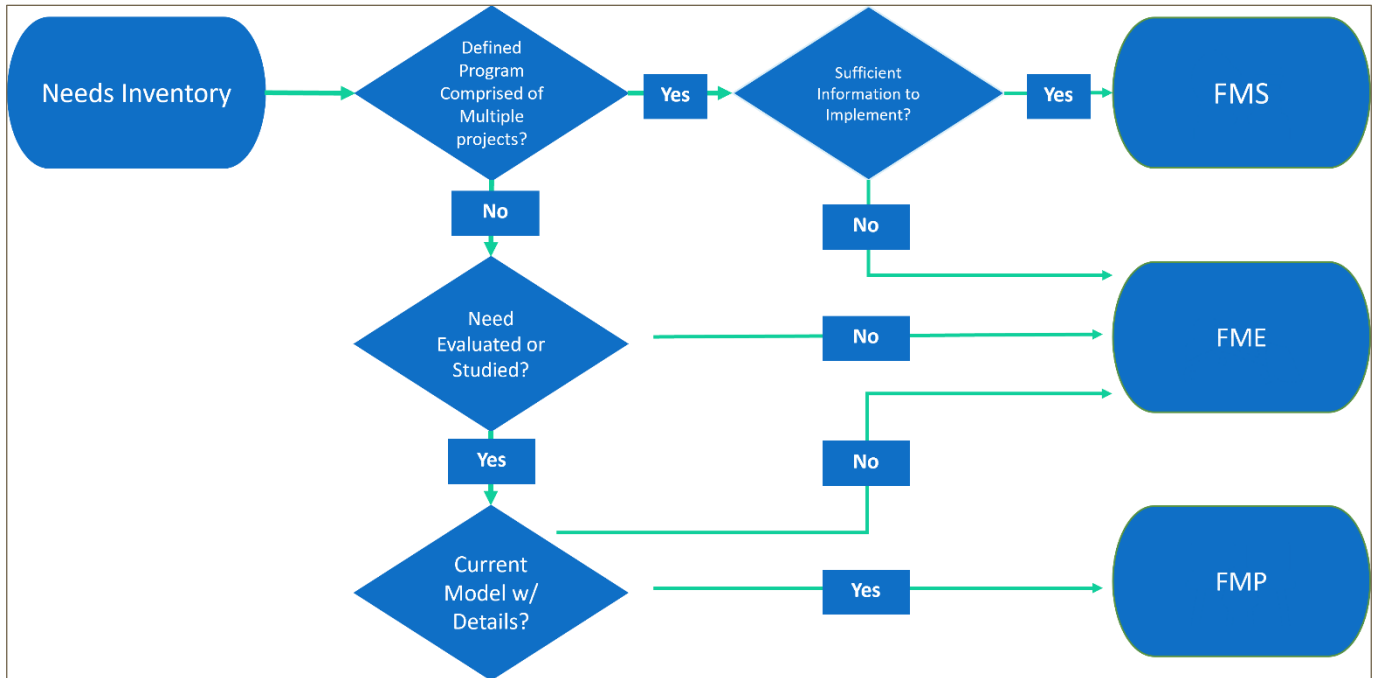 Needs Inventory
Defined
Program
Comprised of
Multiple
projects?
Yes
Sufficient
Information to
Implement?
Yes
FMS
No
No
Need
Evaluated or
Studied?
No
FME
Yes
No
Current
Model w/
Details?
Yes
FMP